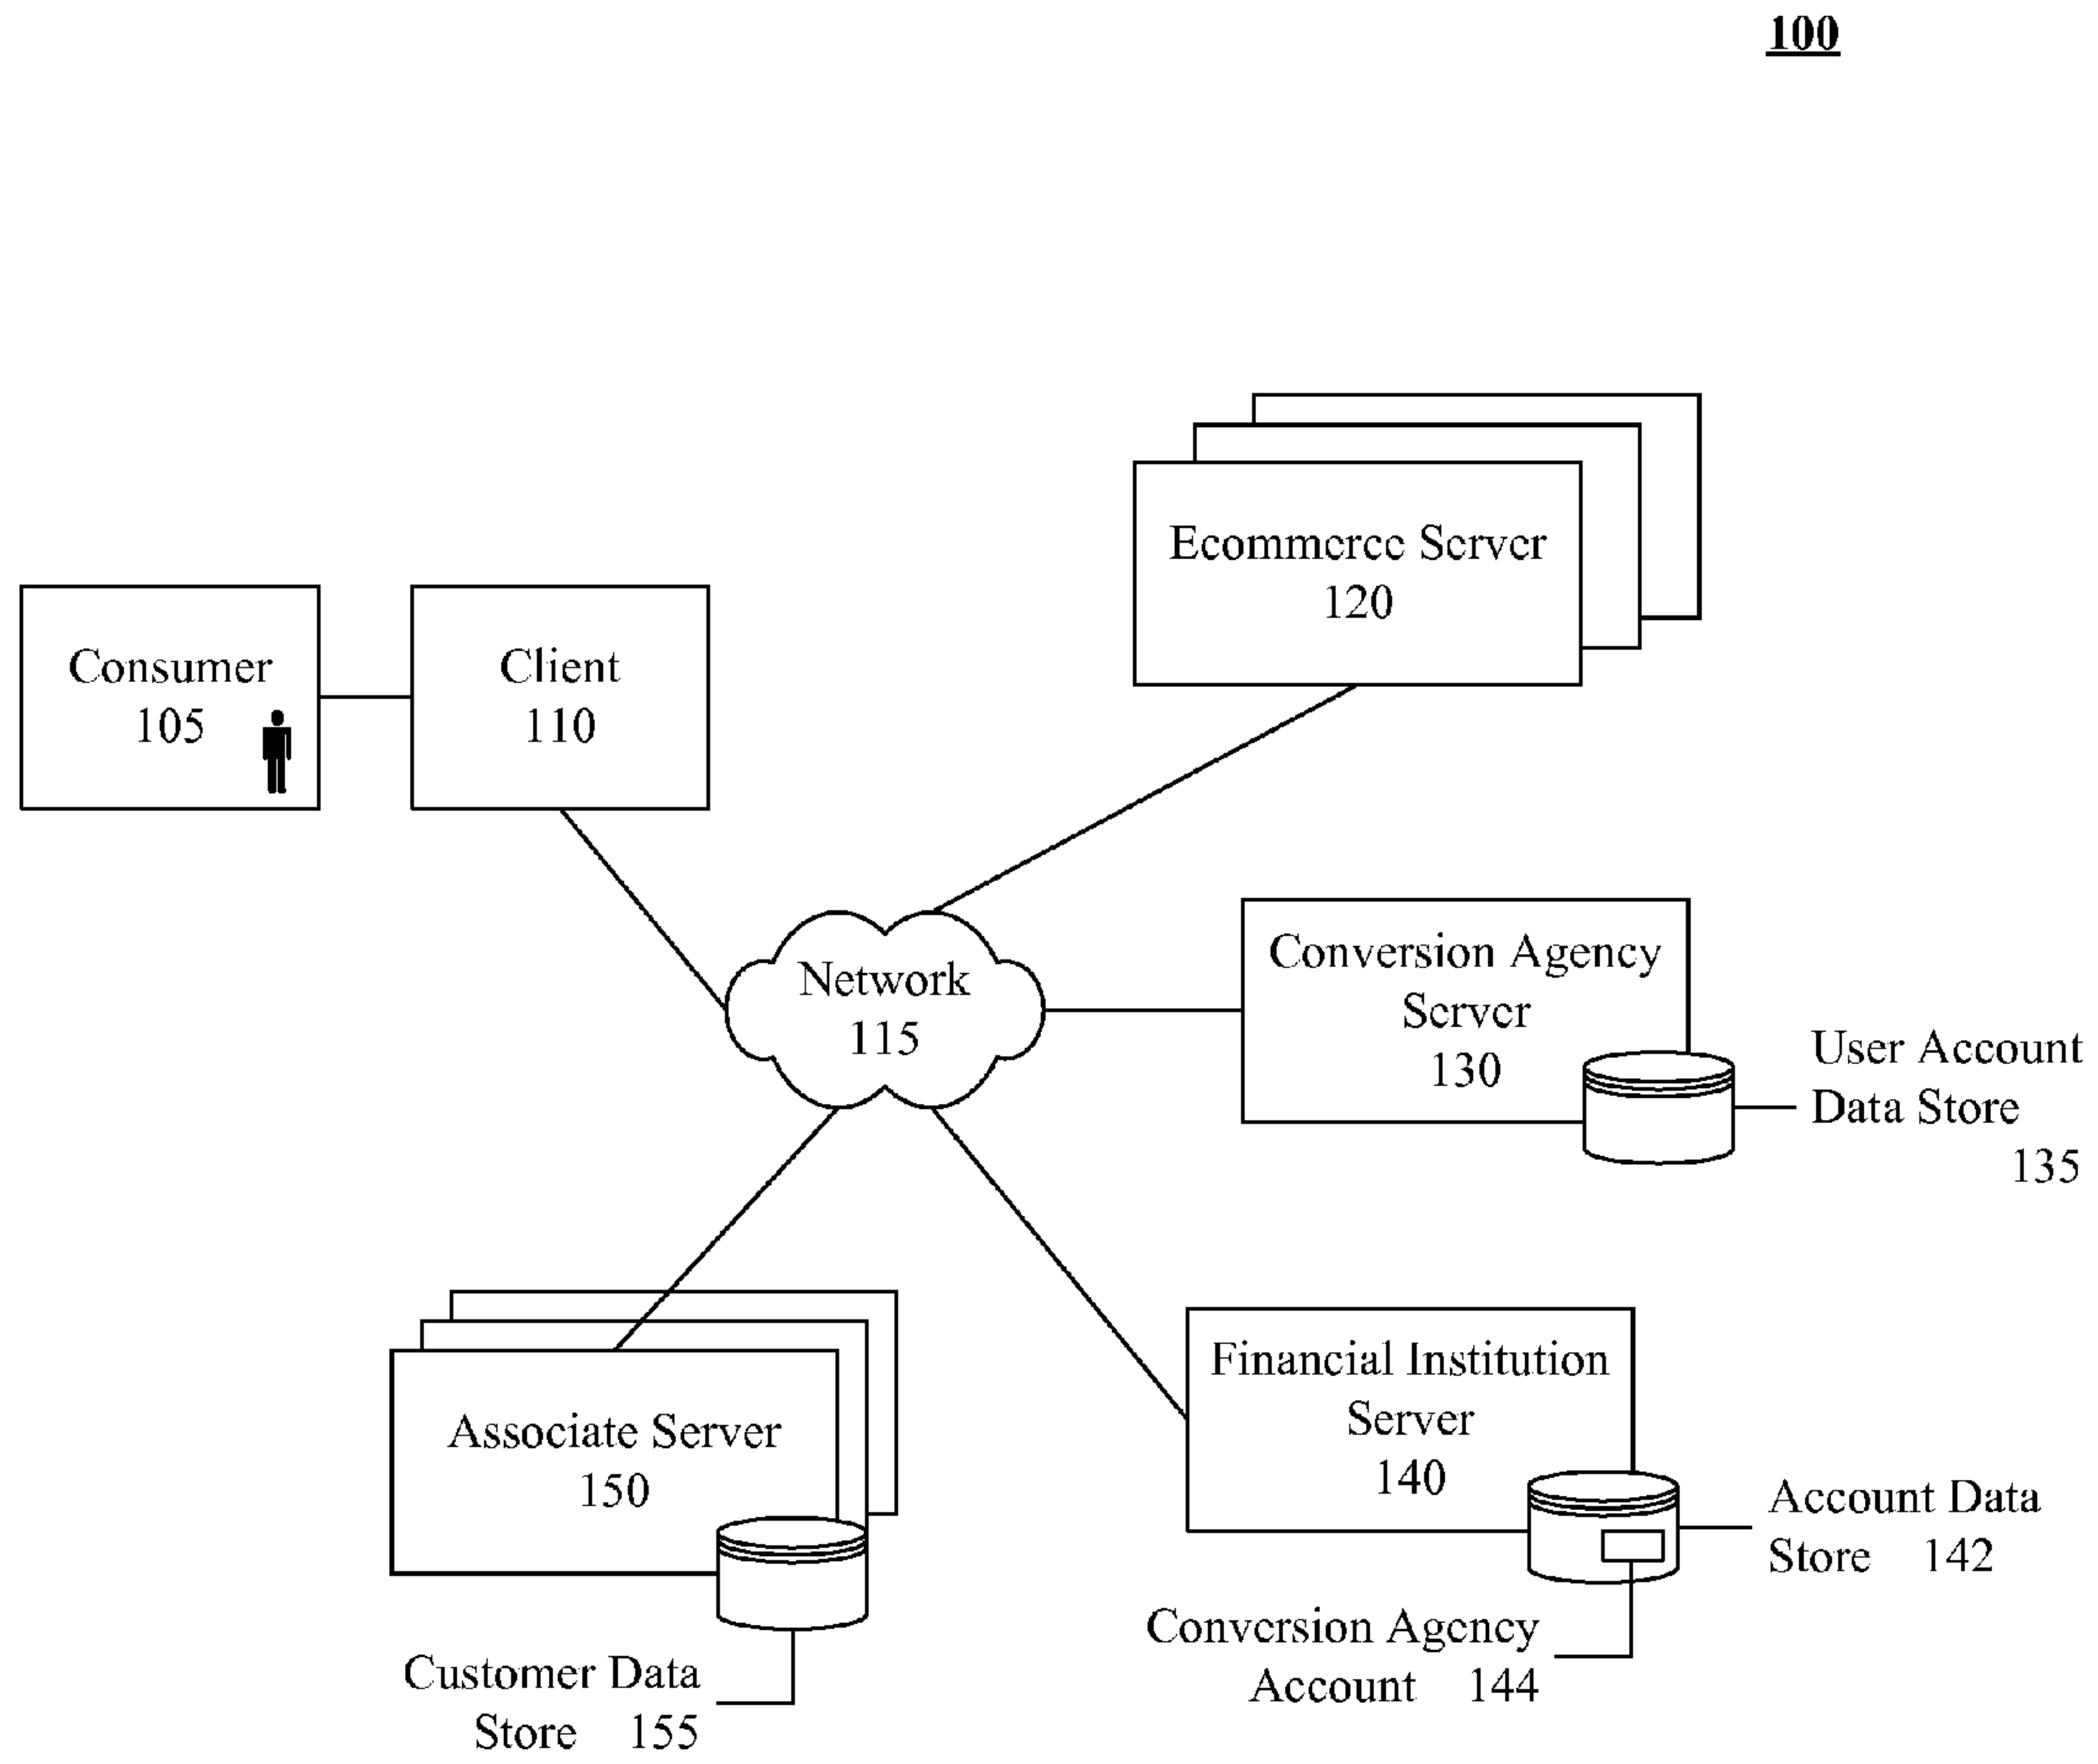 100
Ecommerce Server
120
Consumer
105
Client
110
Network
115
Conversion Agency
Server
130
User Account
Data Store
135
Associate Server
150
Customer Data
Store 155
Financial Institution
Server
140
Account Data
Store 142
Conversion Agency
Account 144